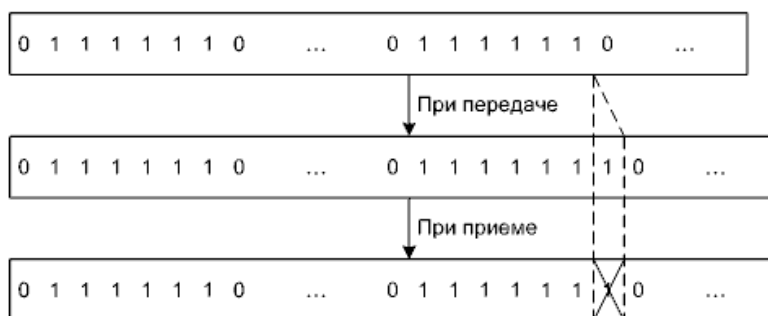 0 1 1 1 1 1 1 0 ... 0 1 1 1 1 1 1 0 ...
При передаче
0 1 1 1 1 1 1 0 ... 0 1 1 1 1 1 1 1 0 ...
При приеме
0 1 1 1 1 1 1 0 ... 0 1 1 1 1 1 1 1 0 ...